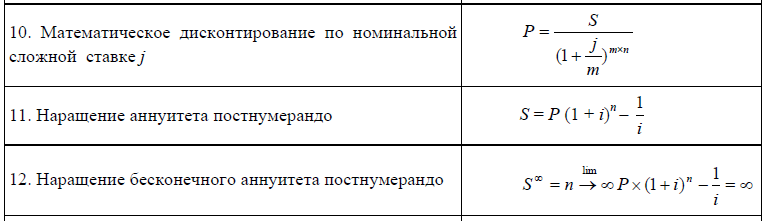 10. Математическое дисконтирование по номинальной
сложной ставке j
P = S / (1 + j/m)^{m×n}
11. Наращение аннуитета постнумерандо
S = P (1 + i)^n – 1/i
12. Наращение бесконечного аннуитета постнумерандо
S^∞ = n \overset{lim}{→} ∞ P × (1 + i)^n – 1/i = ∞